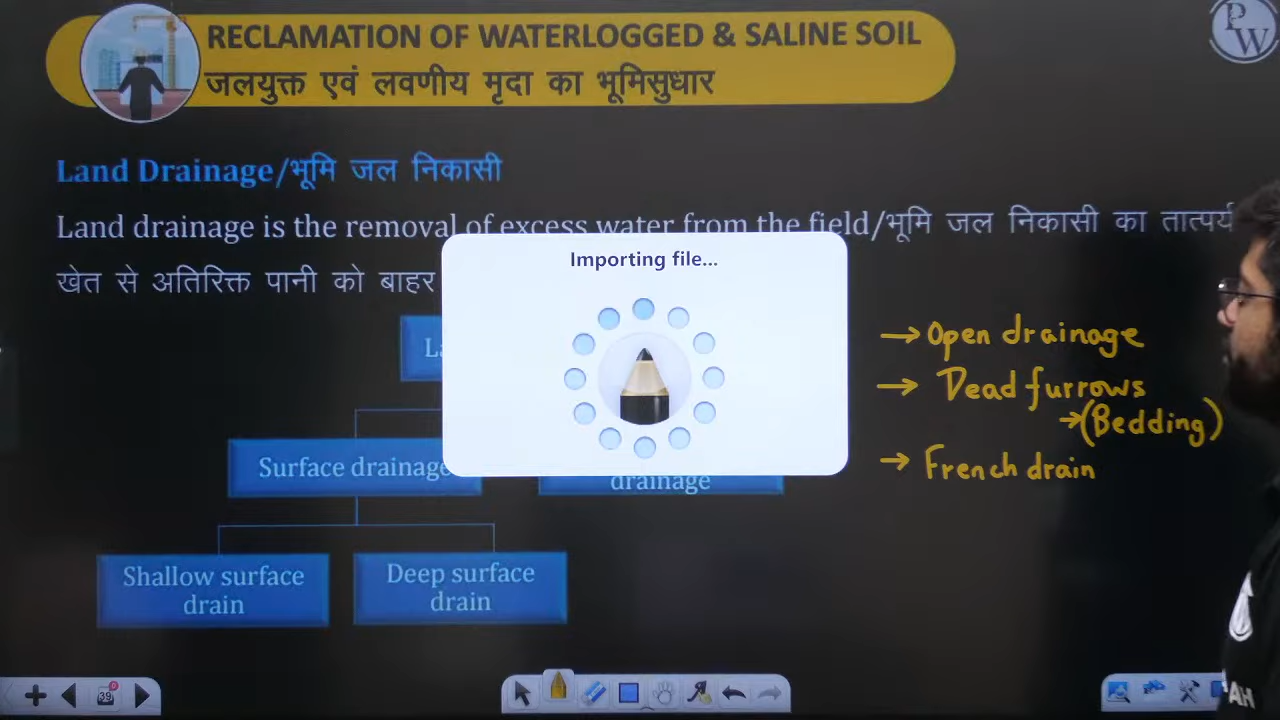 RECLAMATION OF WATERLOGGED & SALINE SOIL
जलयुक्त एवं लवणीय मृदा का भूमिसुधार
PW
Land Drainage/भूमि जल निकासी
Land drainage is the removal of excess water from the field/भूमि जल निकासी का तात्पर्य
खेत से अतिरिक्त पानी को बाहर
Importing file...
→ Open drainage
→ Dead furrows
→(Bedding)
→ French drain
Surface drainage
drainage
Shallow surface
drain
Deep surface
drain
39